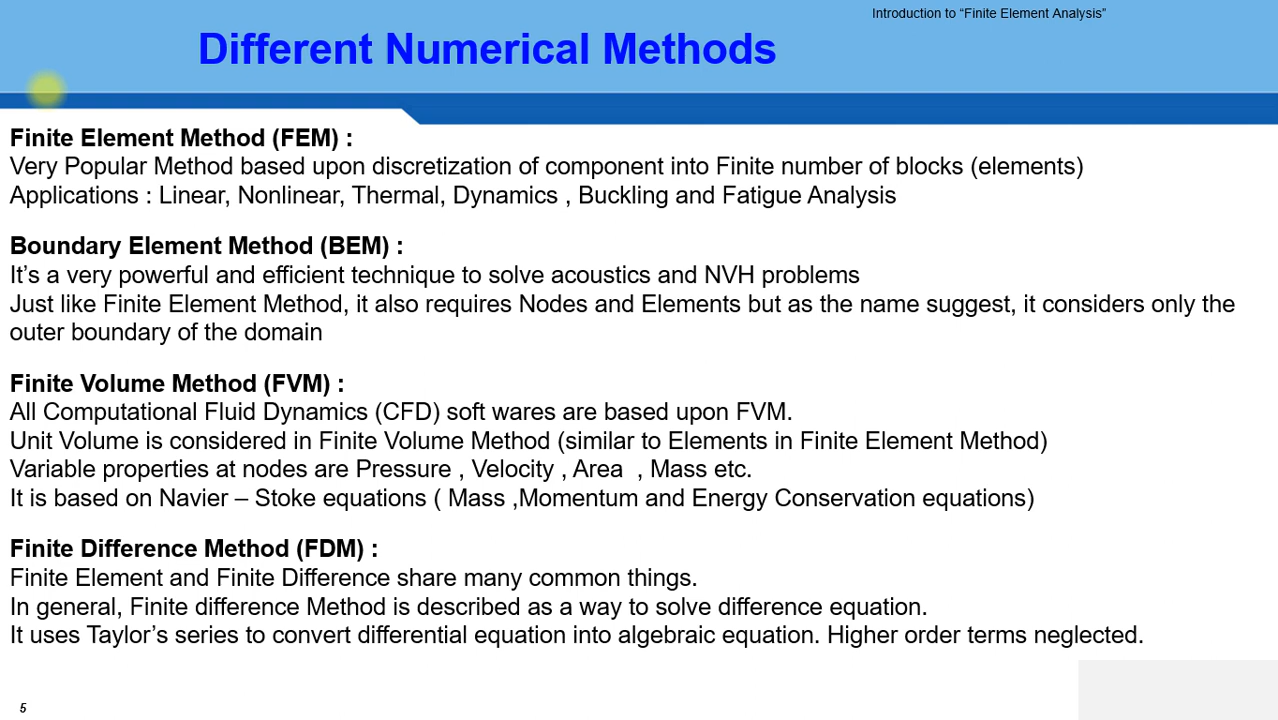 Introduction to “Finite Element Analysis”
Different Numerical Methods
Finite Element Method (FEM) :
Very Popular Method based upon discretization of component into Finite number of blocks (elements)
Applications : Linear, Nonlinear, Thermal, Dynamics , Buckling and Fatigue Analysis
Boundary Element Method (BEM) :
It’s a very powerful and efficient technique to solve acoustics and NVH problems
Just like Finite Element Method, it also requires Nodes and Elements but as the name suggest, it considers only the
outer boundary of the domain
Finite Volume Method (FVM) :
All Computational Fluid Dynamics (CFD) soft wares are based upon FVM.
Unit Volume is considered in Finite Volume Method (similar to Elements in Finite Element Method)
Variable properties at nodes are Pressure , Velocity , Area , Mass etc.
It is based on Navier – Stoke equations ( Mass ,Momentum and Energy Conservation equations)
Finite Difference Method (FDM) :
Finite Element and Finite Difference share many common things.
In general, Finite difference Method is described as a way to solve difference equation.
It uses Taylor’s series to convert differential equation into algebraic equation. Higher order terms neglected.
5